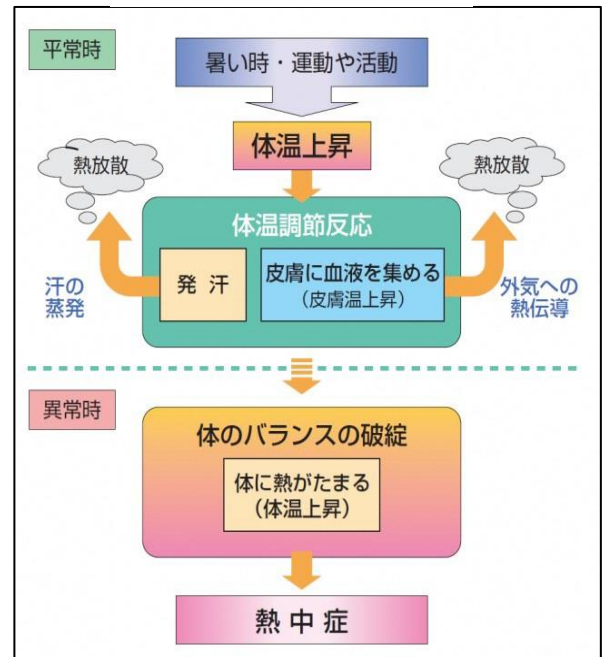 平常時
暑い時・運動や活動
体温上昇
熱放散
熱放散
体温調節反応
発汗
皮膚に血液を集める
（皮膚温上昇）
汗の
蒸発
外気への
熱伝導
異常時
体のバランスの破綻
体に熱がたまる
（体温上昇）
熱中症